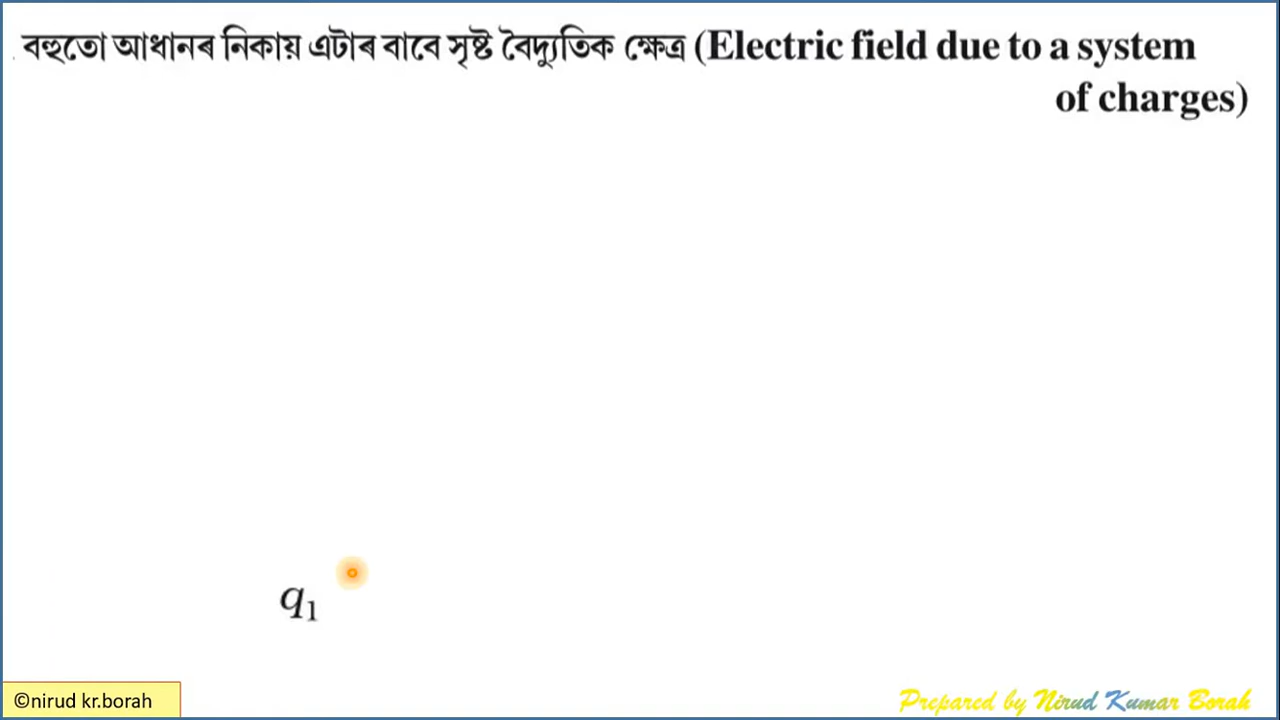 বহুতো আধানৰ নিকায় এটাৰ বাবে সৃষ্ট বৈদ্যুতিক ক্ষেত্ৰ (Electric field due to a system
of charges)
q₁
©nirud kr.borah
Prepared by Nirud Kumar Borah